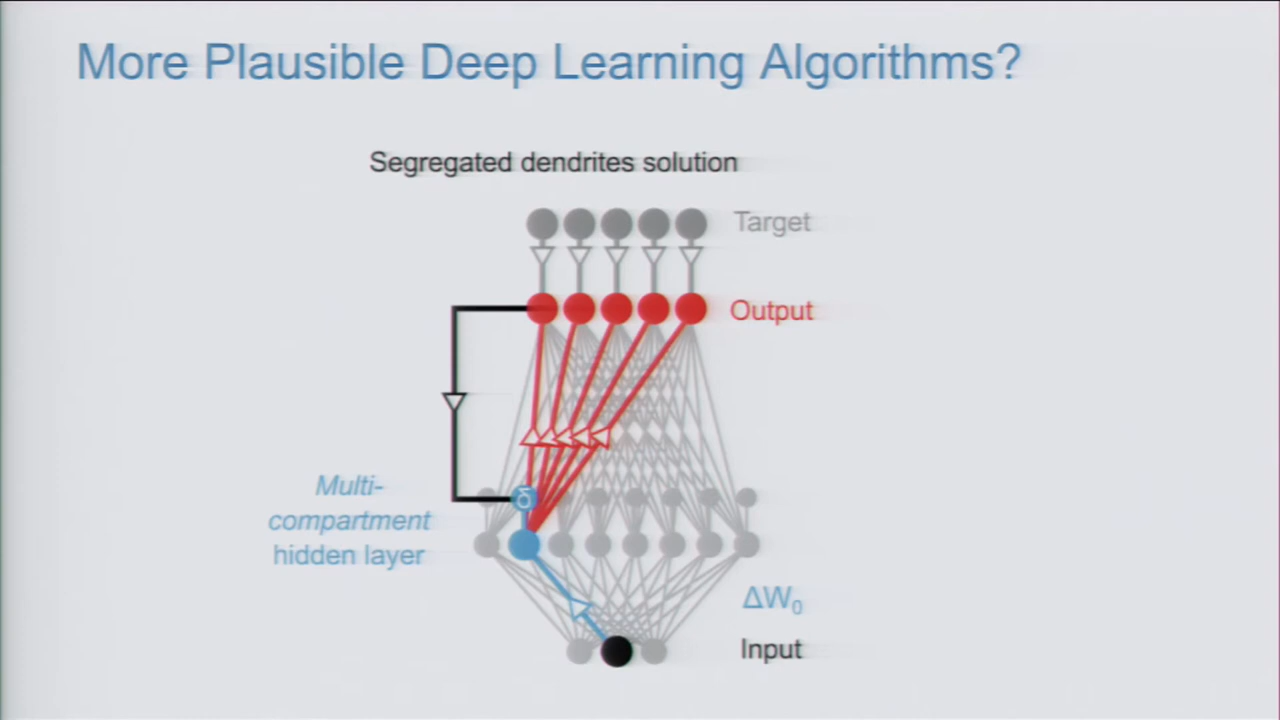 More Plausible Deep Learning Algorithms?
Segregated dendrites solution
Target
Output
Multi-
compartment
hidden layer
δ
ΔW₀
Input